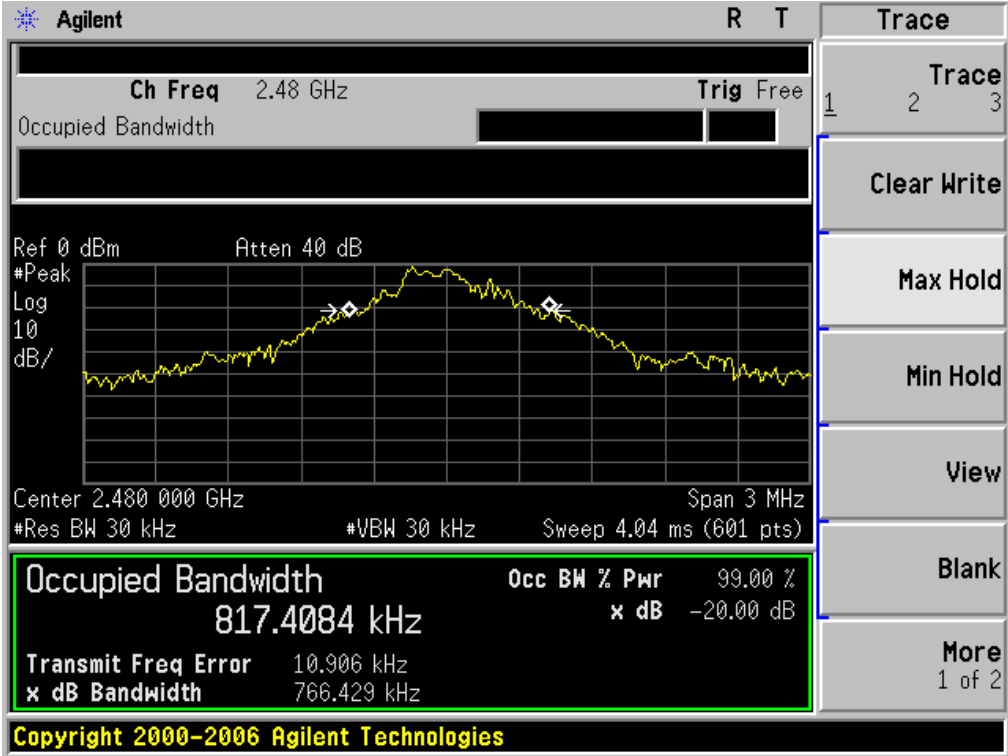 Agilent R T
Ch Freq 2.48 GHz Trig Free
Occupied Bandwidth
Ref 0 dBm Atten 40 dB
#Peak
Log
10
dB/
Center 2.480 000 GHz Span 3 MHz
#Res BW 30 kHz #VBW 30 kHz Sweep 4.04 ms (601 pts)
Occupied Bandwidth Occ BW % Pwr 99.00 %
817.4084 kHz x dB -20.00 dB
Transmit Freq Error 10.906 kHz
x dB Bandwidth 766.429 kHz
Copyright 2000-2006 Agilent Technologies
Trace
Trace
1 2 3
Clear Write
Max Hold
Min Hold
View
Blank
More
1 of 2